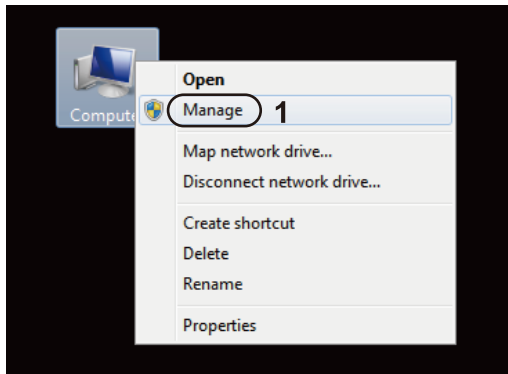 Compute
Open
Manage 1
Map network drive...
Disconnect network drive...
Create shortcut
Delete
Rename
Properties